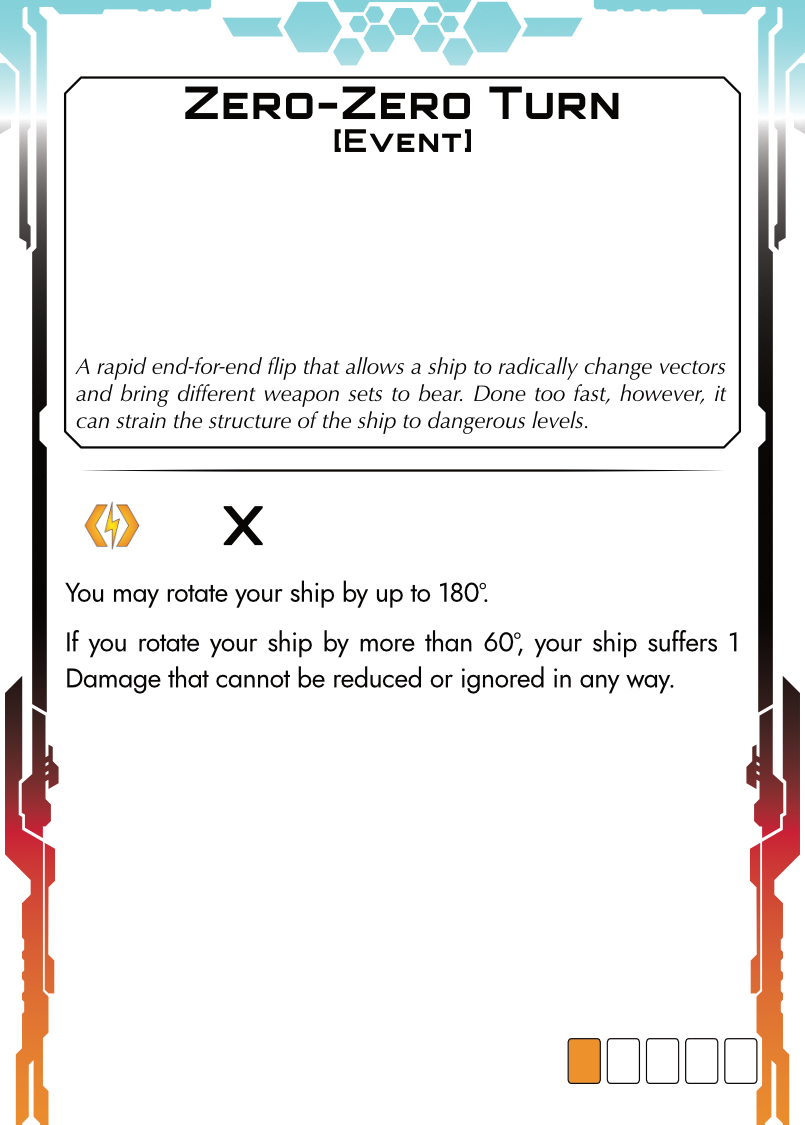 Zero-Zero Turn
[Event]
A rapid end-for-end flip that allows a ship to radically change vectors
and bring different weapon sets to bear. Done too fast, however, it
can strain the structure of the ship to dangerous levels.
X
You may rotate your ship by up to 180°.
If you rotate your ship by more than 60°, your ship suffers 1
Damage that cannot be reduced or ignored in any way.